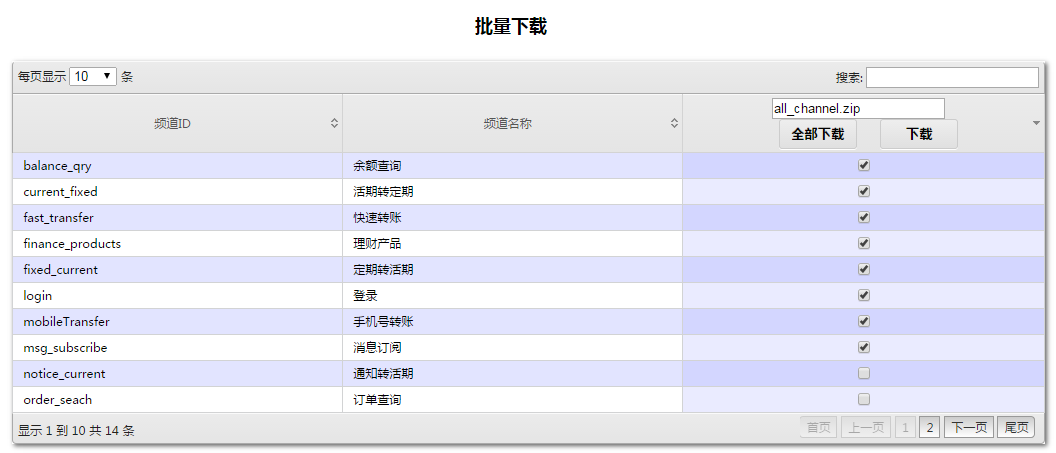 批量下载
每页显示 10 条 搜索:
频道ID 频道名称 all_channel.zip
全部下载 下载
balance_qry 余额查询
current_fixed 活期转定期
fast_transfer 快速转账
finance_products 理财产品
fixed_current 定期转活期
login 登录
mobileTransfer 手机号转账
msg_subscribe 消息订阅
notice_current 通知转活期
order_seach 订单查询
显示 1 到 10 共 14 条 首页 上一页 1 2 下一页 尾页